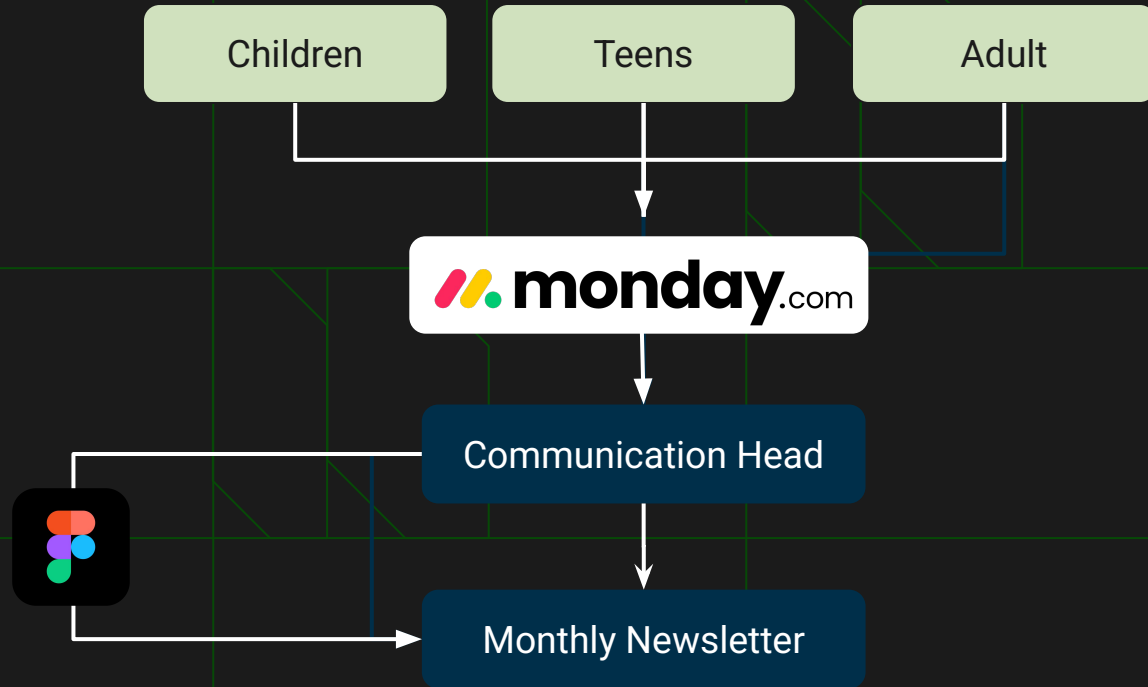 Children
Teens
Adult
monday.com
Communication Head
Monthly Newsletter